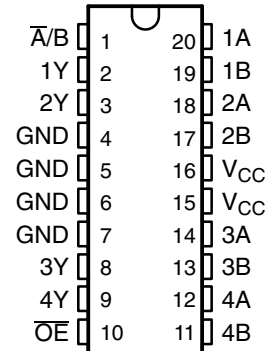 A̅/B 1 20 1A
1Y 2 19 1B
2Y 3 18 2A
GND 4 17 2B
GND 5 16 VCC
GND 6 15 VCC
GND 7 14 3A
3Y 8 13 3B
4Y 9 12 4A
O̅E̅ 10 11 4B